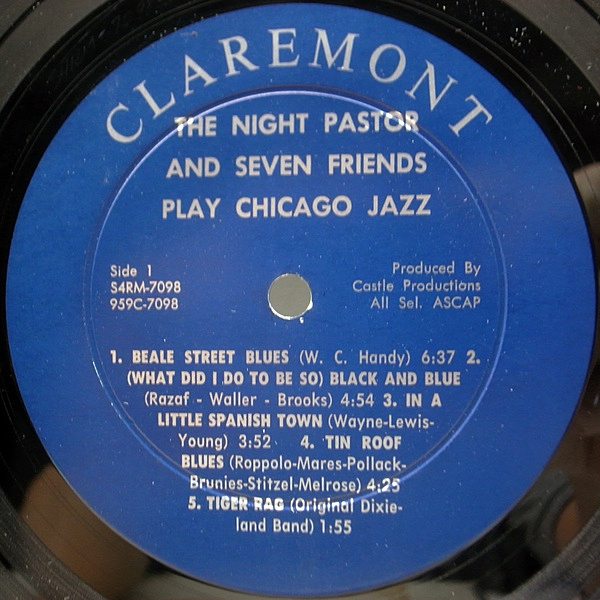 CLAREMONT
THE NIGHT PASTOR
AND SEVEN FRIENDS
PLAY CHICAGO JAZZ
Side 1
S4RM-7098
959C-7098
Produced By
Castle Productions
All Sel. ASCAP
1. BEALE STREET BLUES (W. C. Handy) 6:37 2.
(WHAT DID I DO TO BE SO) BLACK AND BLUE
(Razaf - Waller - Brooks) 4:54 3. IN A
LITTLE SPANISH TOWN (Wayne-Lewis-
Young) 3:52 4. TIN ROOF
BLUES (Roppolo-Mares-Pollack-
Brunies-Stitzel-Melrose) 4:25
5. TIGER RAG (Original Dixie-
land Band) 1:55